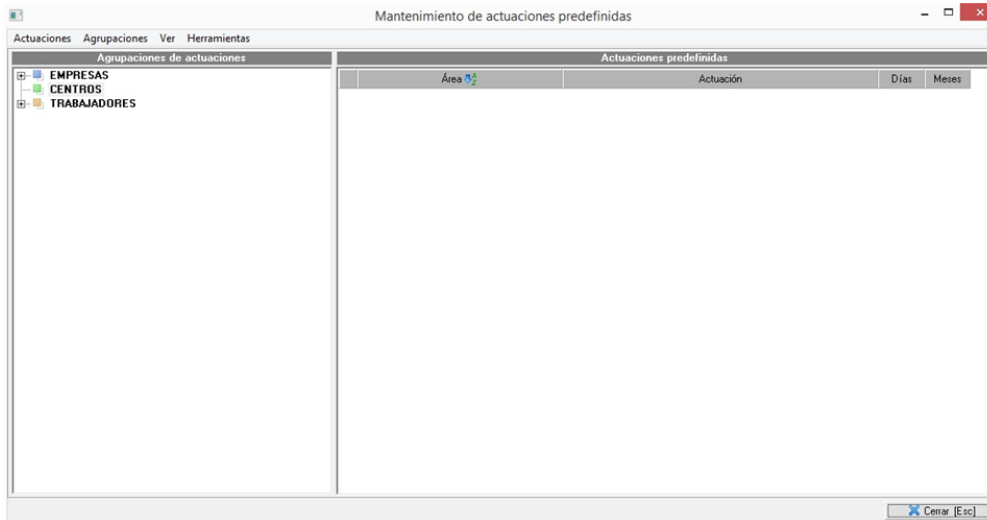 Mantenimiento de actuaciones predefinidas
Actuaciones Agrupaciones Ver Herramientas
Agrupaciones de actuaciones
EMPRESAS
CENTROS
TRABAJADORES
Actuaciones predefinidas
Área Actuación Días Meses
Cerrar [Esc]